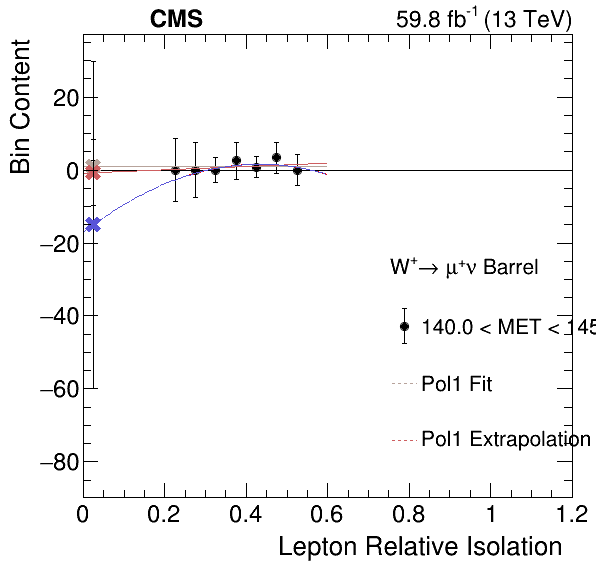 CMS 59.8 fb⁻¹ (13 TeV)
Bin Content
20
0
−20
−40
−60
−80
W⁺→ μ⁺ν Barrel
140.0 < MET < 145
Pol1 Fit
Pol1 Extrapolation
0 0.2 0.4 0.6 0.8 1 1.2
Lepton Relative Isolation